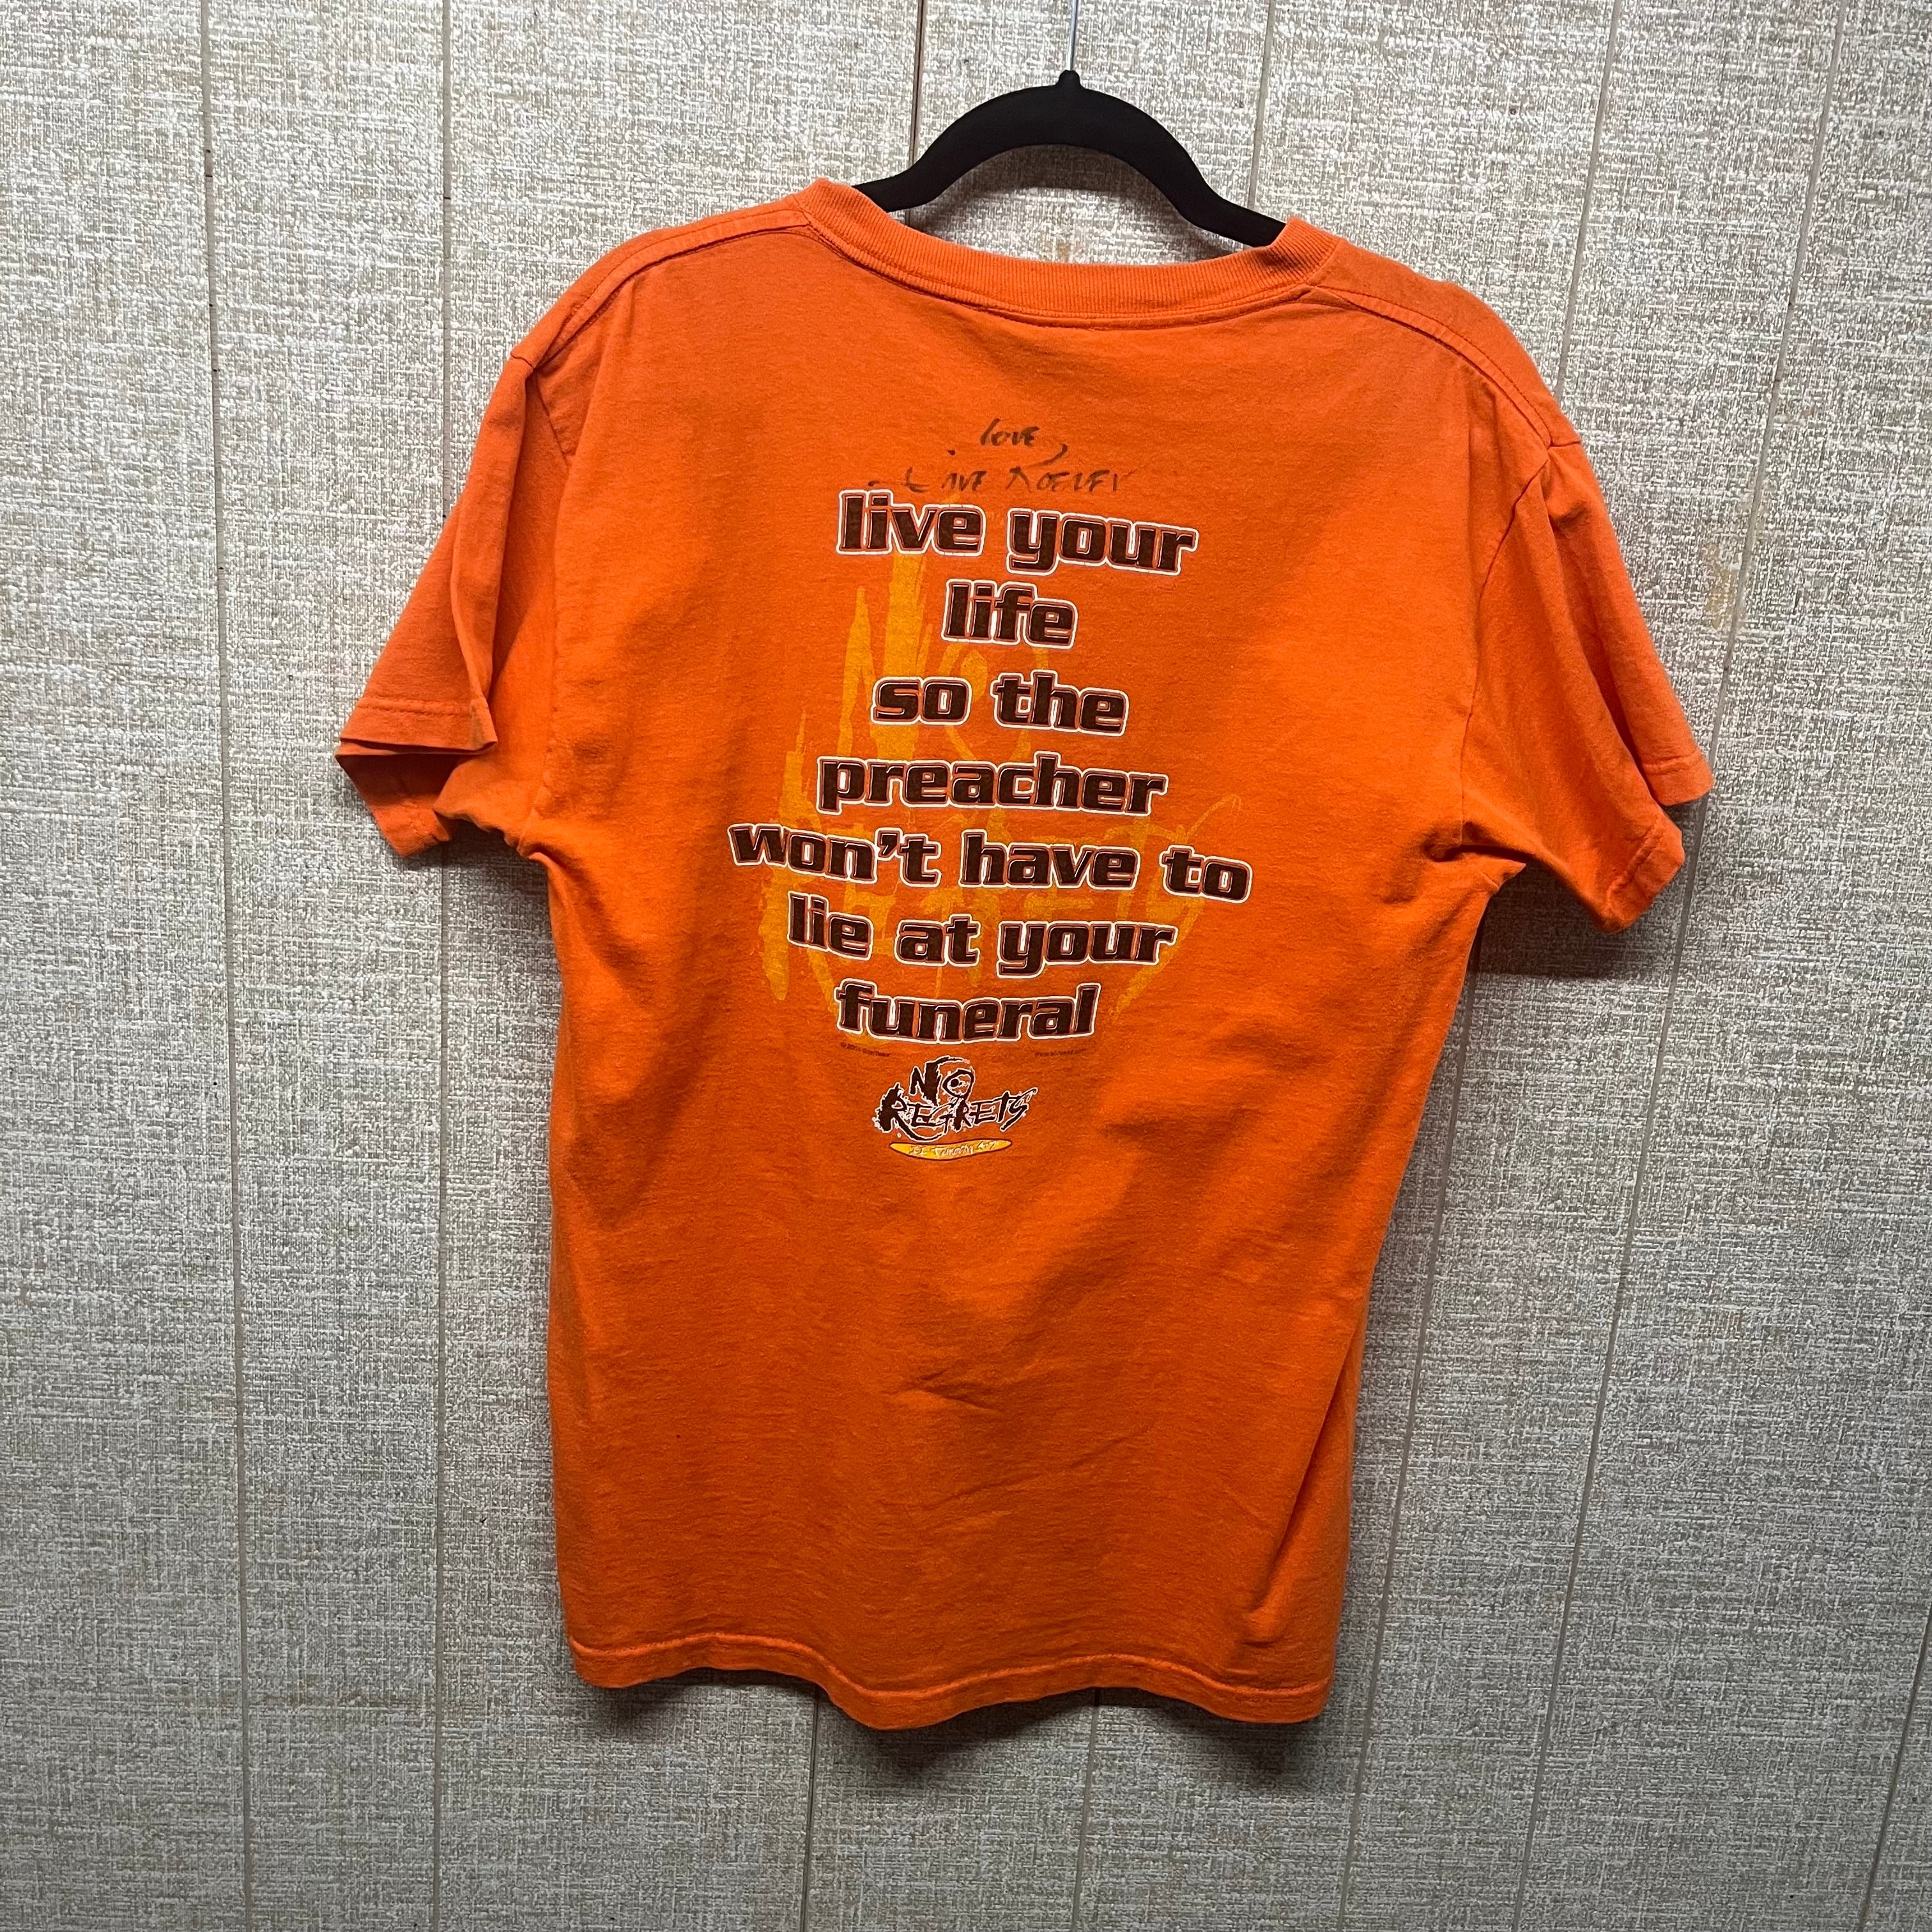 love,
live your
life
so the
preacher
won't have to
lie at your
funeral
NO
REGRETS